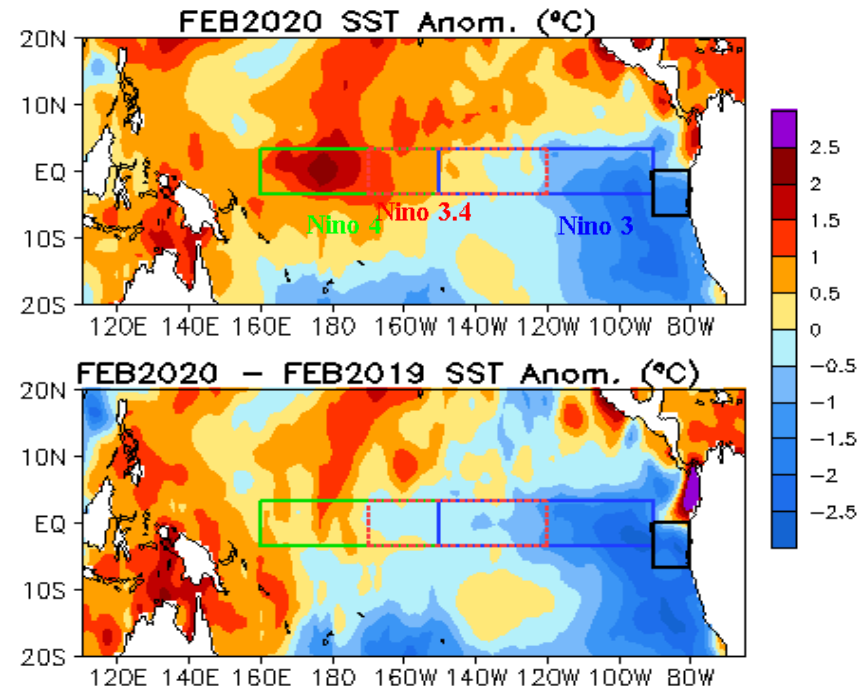 FEB2020 SST Anom. (ºC)
20N
10N
EQ
10S
20S
Nino 4
Nino 3.4
Nino 3
120E 140E 160E 180 160W 140W 120W 100W 80W
FEB2020 – FEB2019 SST Anom. (ºC)
20N
10N
EQ
10S
20S
120E 140E 160E 180 160W 140W 120W 100W 80W
2.5
2
1.5
1
0.5
0
−0.5
−1
−1.5
−2
−2.5